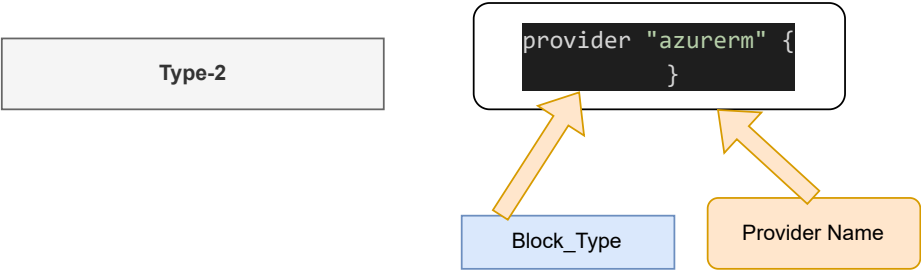 Type-2
provider "azurerm" {
}
Block_Type
Provider Name